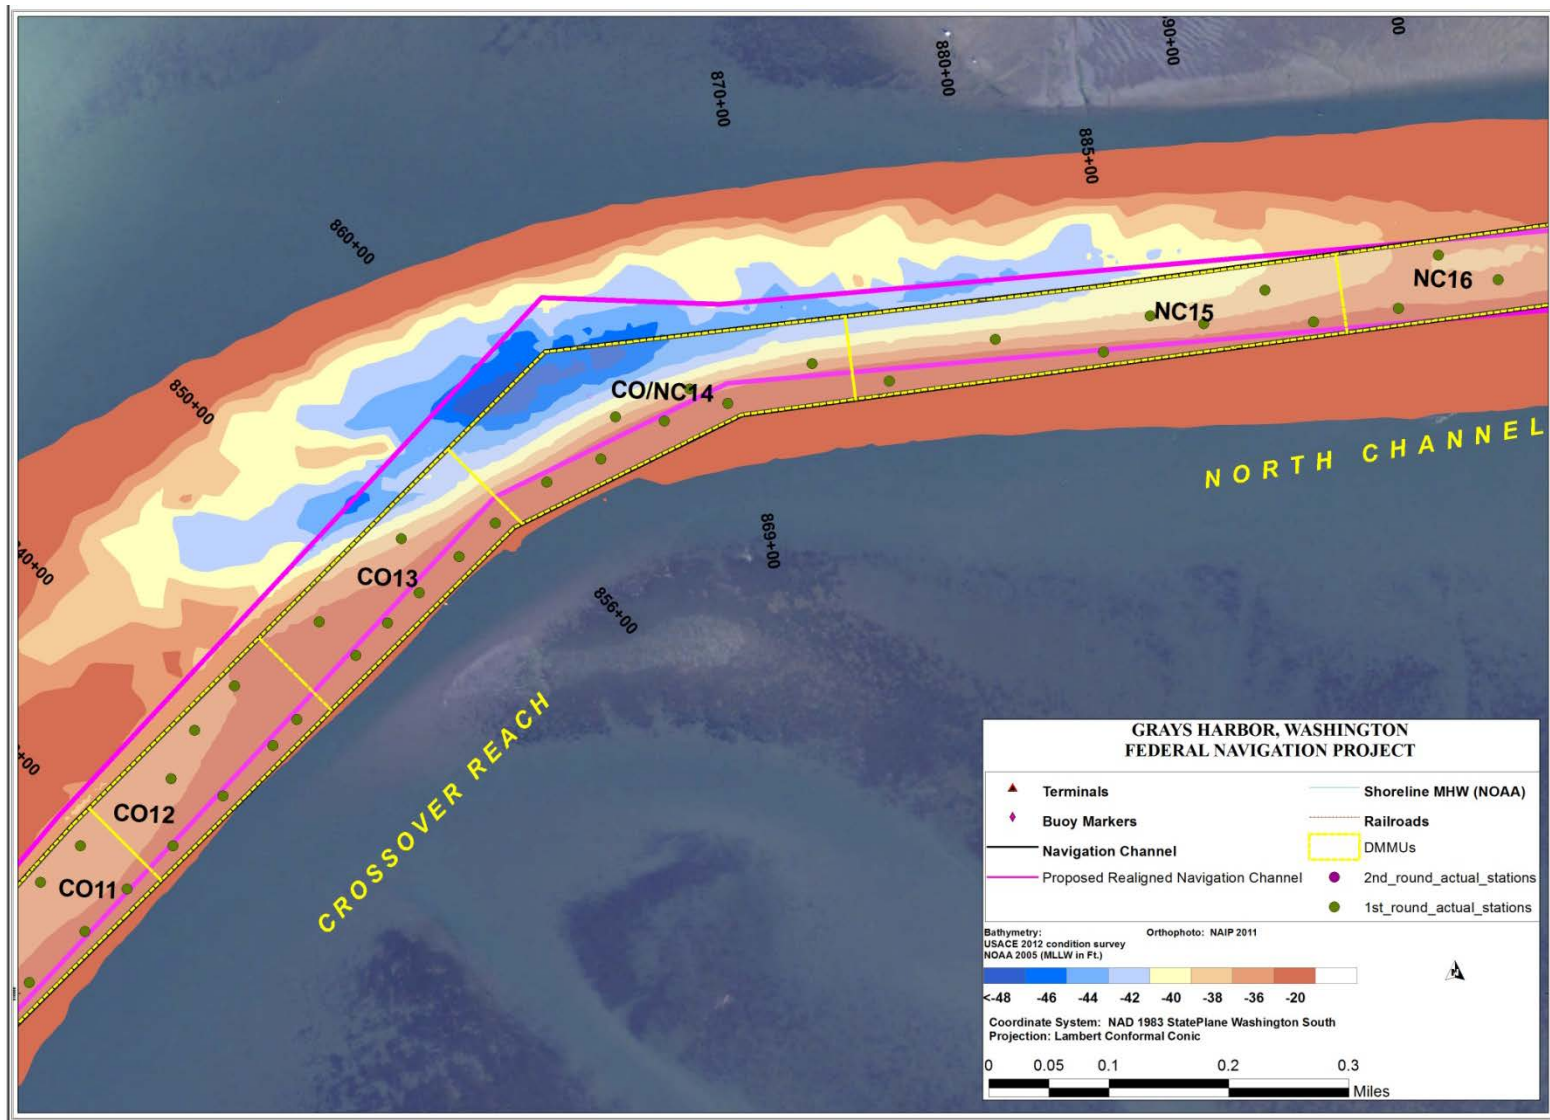 880+00
90+00
00
870+00
885+00
860+00
850+00
840+00
NC16
NC15
CO/NC14
NORTH CHANNEL
869+00
CO13
856+00
CROSSOVER REACH
CO12
CO11
GRAYS HARBOR, WASHINGTON
FEDERAL NAVIGATION PROJECT
Terminals
Shoreline MHW (NOAA)
Buoy Markers
Railroads
Navigation Channel
DMMUs
Proposed Realigned Navigation Channel
2nd_round_actual_stations
1st_round_actual_stations
Bathymetry:
Orthophoto: NAIP 2011
USACE 2012 condition survey
NOAA 2005 (MLLW in Ft.)
<-48 -46 -44 -42 -40 -38 -36 -20
N
Coordinate System: NAD 1983 StatePlane Washington South
Projection: Lambert Conformal Conic
0 0.05 0.1 0.2 0.3
Miles